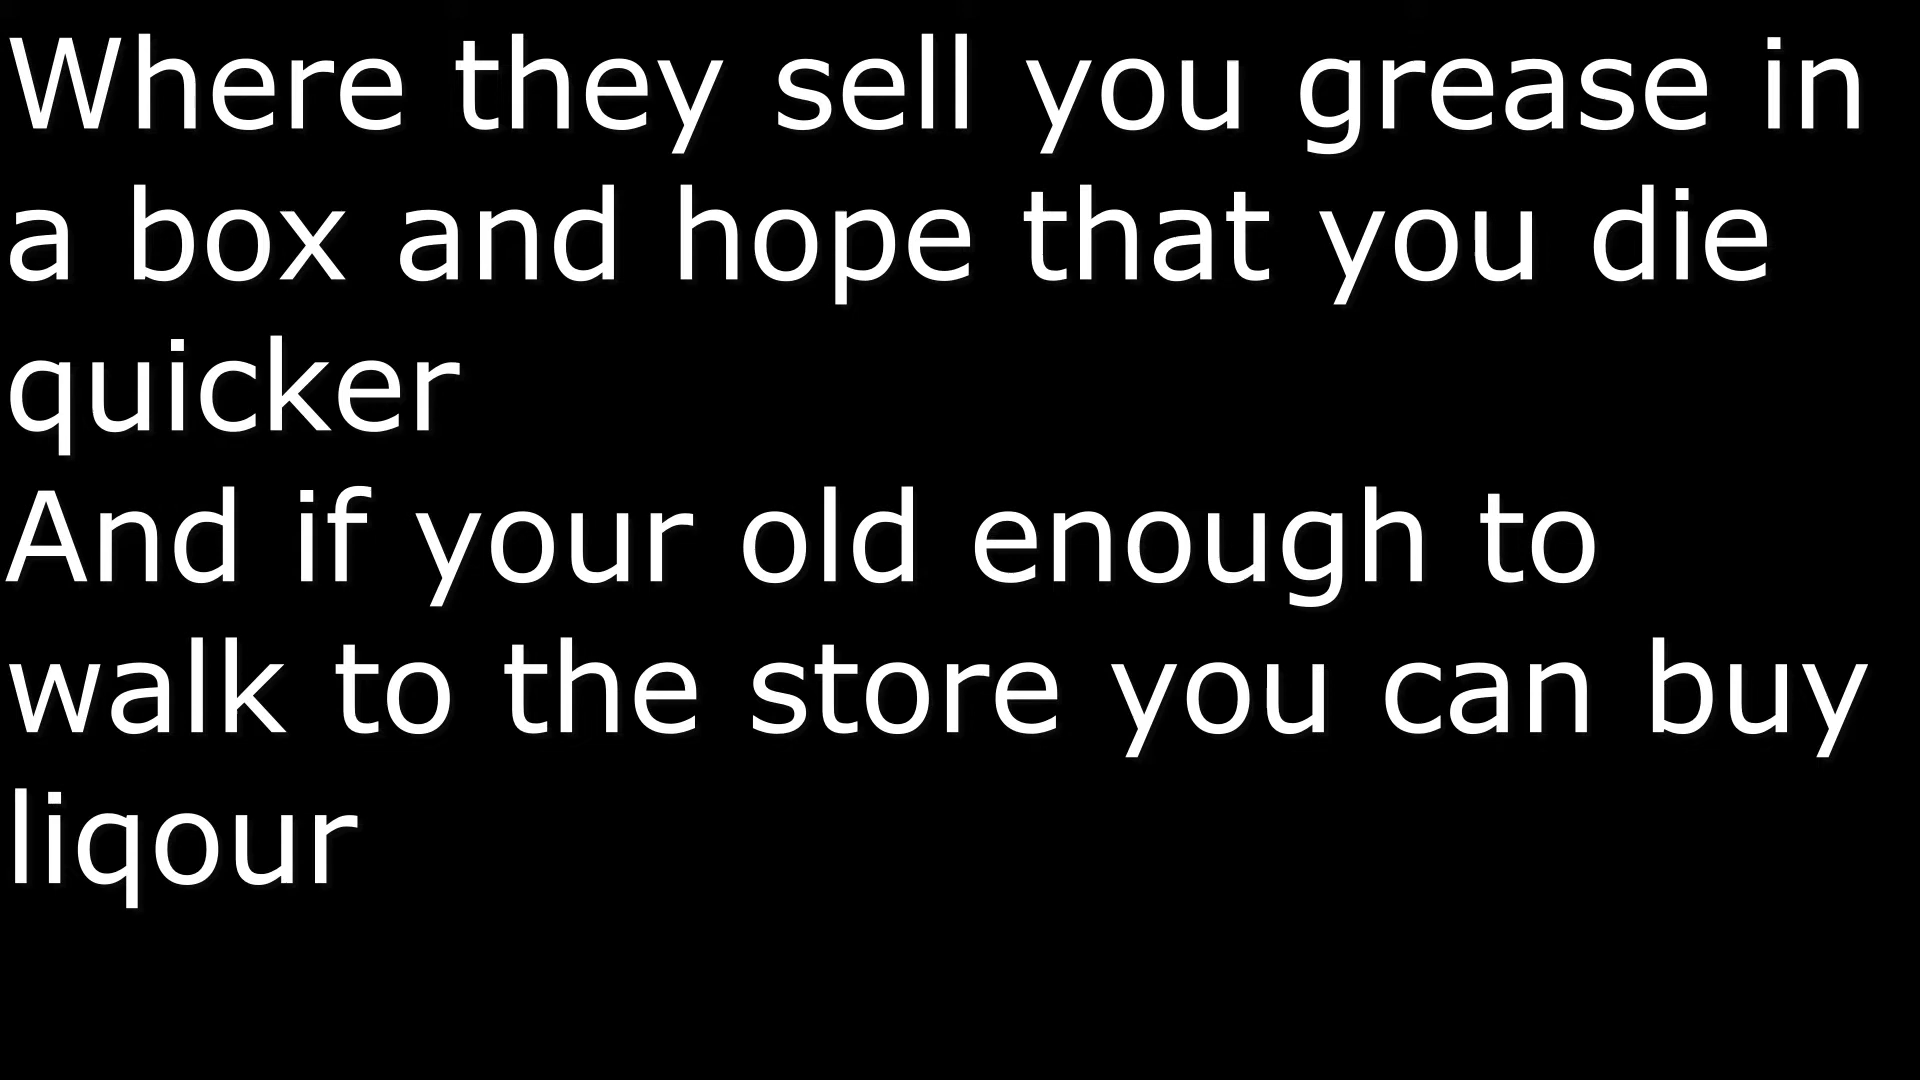 Where they sell you grease in
a box and hope that you die
quicker
And if your old enough to
walk to the store you can buy
liqour